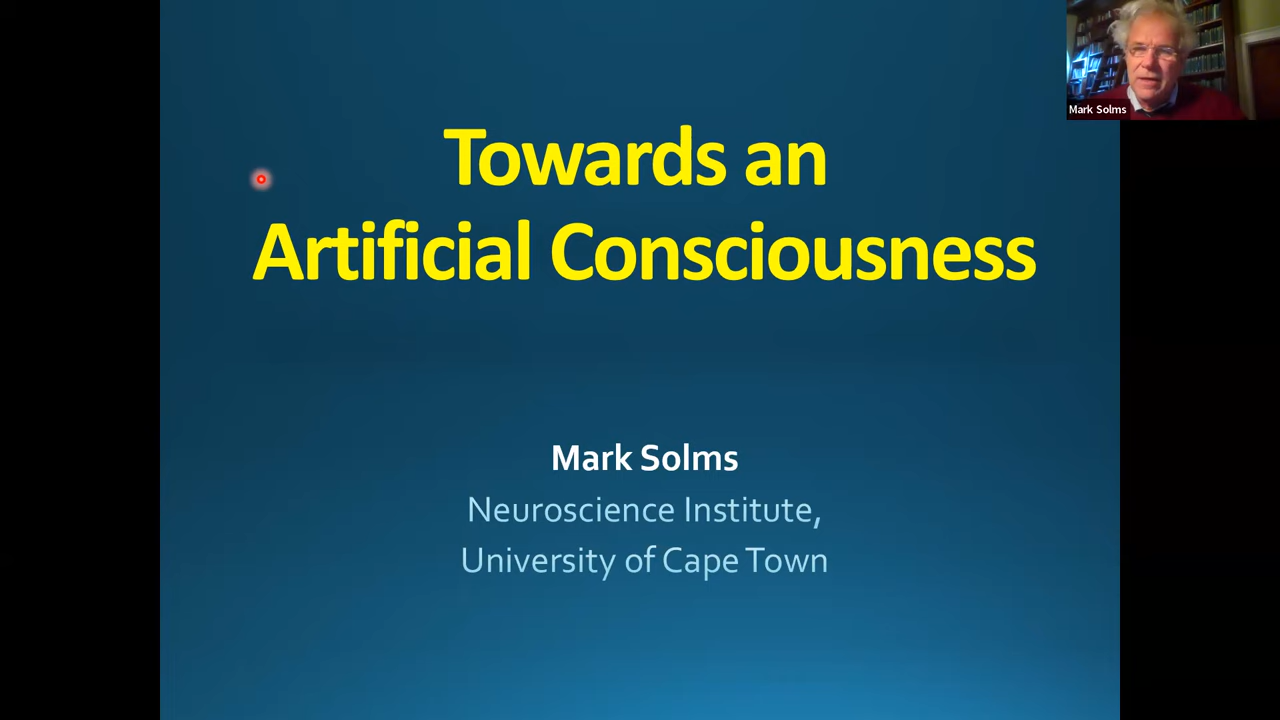 Towards an
Artificial Consciousness
Mark Solms
Neuroscience Institute,
University of Cape Town
Mark Solms